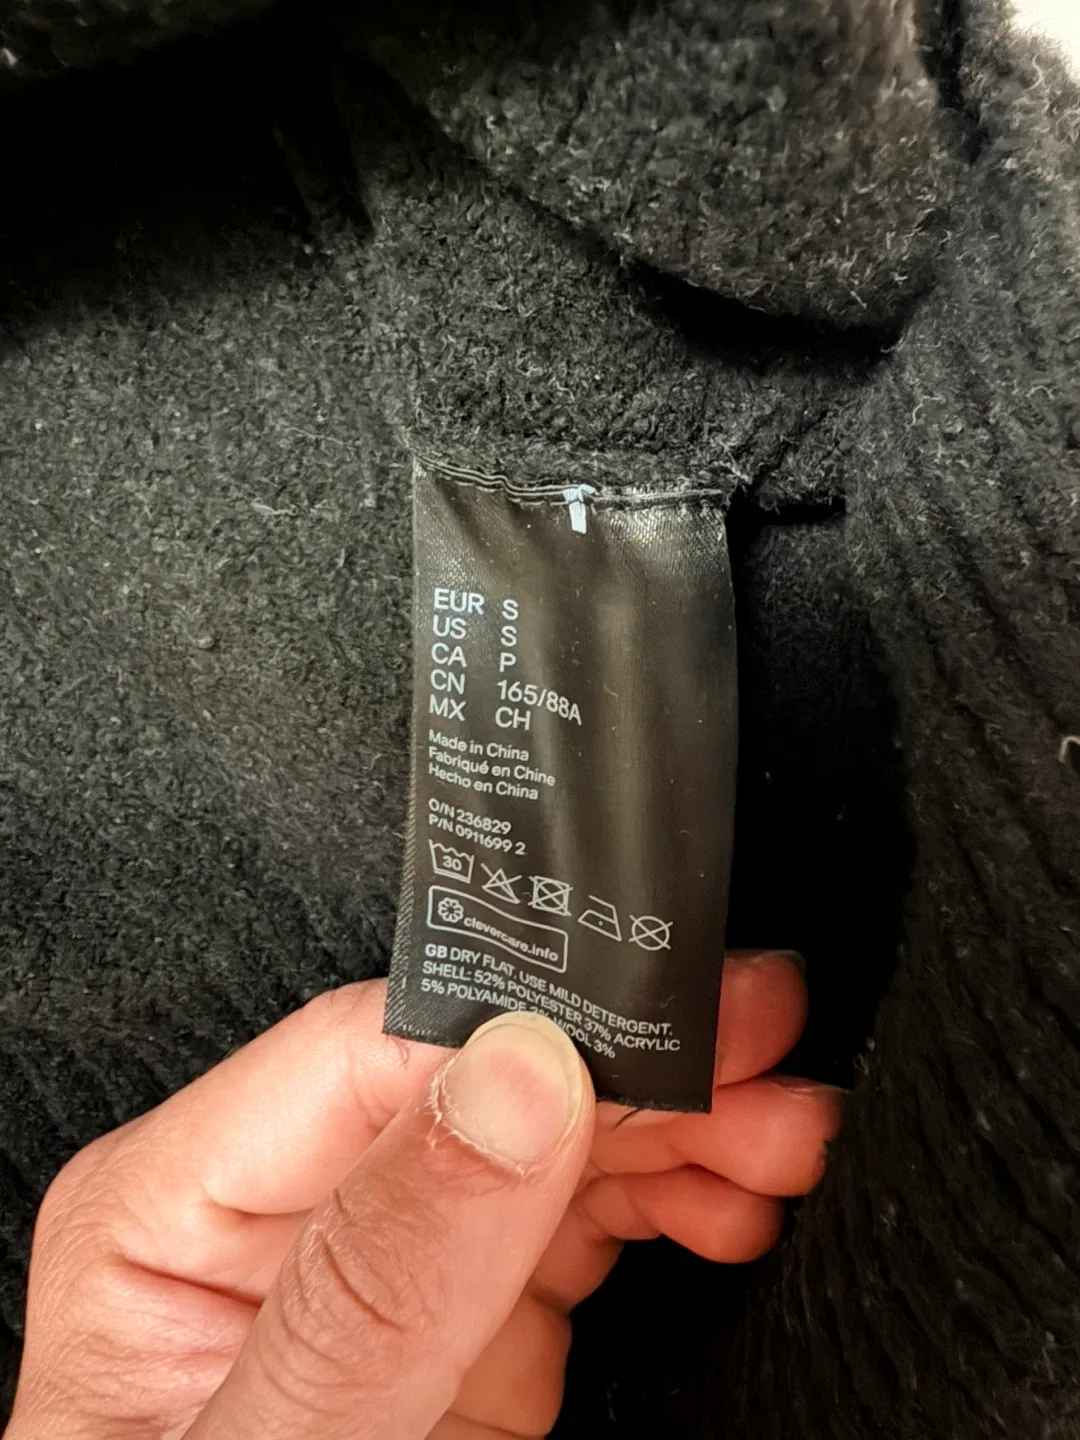 EUR S
US S
CA P
CN 165/88A
MX CH
Made in China
Fabriqué en Chine
Hecho en China
O/N 236829
P/N 0911699 2
30
clevercare.info
GB DRY FLAT. USE MILD DETERGENT.
SHELL: 52% POLYESTER 37% ACRYLIC
5% POLYAMIDE WOOL 3%